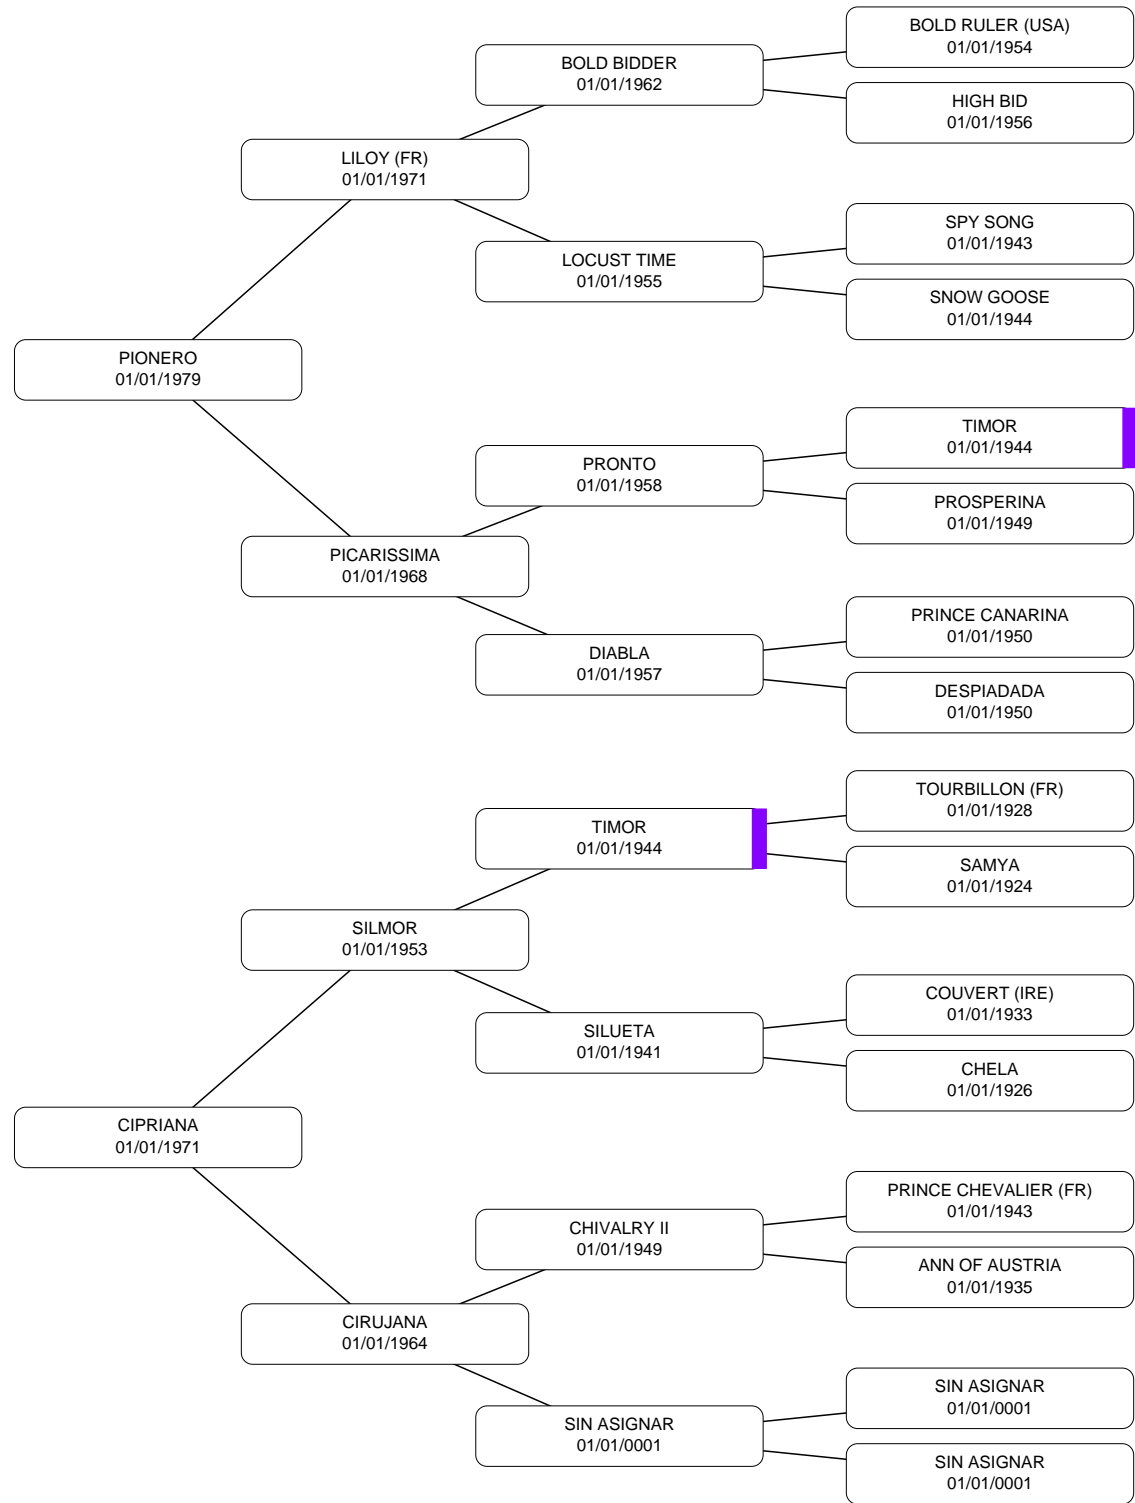 BOLD RULER (USA)
01/01/1954
BOLD BIDDER
01/01/1962
HIGH BID
01/01/1956
LILOY (FR)
01/01/1971
SPY SONG
01/01/1943
LOCUST TIME
01/01/1955
SNOW GOOSE
01/01/1944
PIONERO
01/01/1979
TIMOR
01/01/1944
PRONTO
01/01/1958
PROSPERINA
01/01/1949
PICARISSIMA
01/01/1968
PRINCE CANARINA
01/01/1950
DIABLA
01/01/1957
DESPIADADA
01/01/1950
TOURBILLON (FR)
01/01/1928
TIMOR
01/01/1944
SAMYA
01/01/1924
SILMOR
01/01/1953
COUVERT (IRE)
01/01/1933
SILUETA
01/01/1941
CHELA
01/01/1926
CIPRIANA
01/01/1971
PRINCE CHEVALIER (FR)
01/01/1943
CHIVALRY II
01/01/1949
ANN OF AUSTRIA
01/01/1935
CIRUJANA
01/01/1964
SIN ASIGNAR
01/01/0001
SIN ASIGNAR
01/01/0001
SIN ASIGNAR
01/01/0001